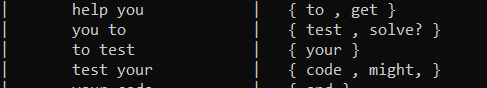 | help you | { to , get }
| you to | { test , solve? }
| to test | { your }
| test your | { code , might, }